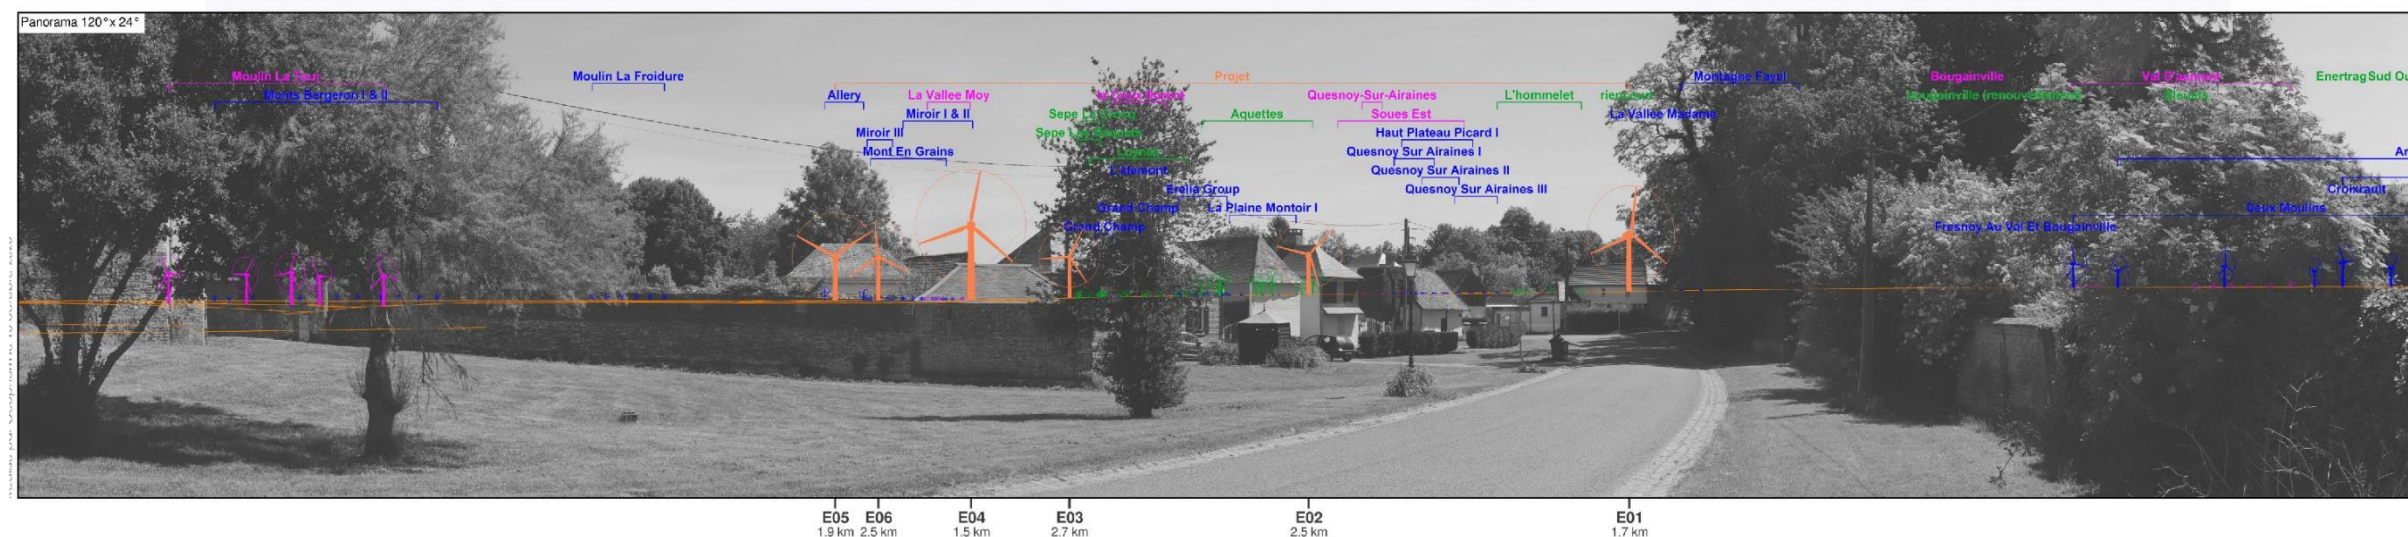 Panorama 120°x 24°
Moulin La Tour
Moulin La Froidure
Projet
Montagne Fayel
Bougainville
Val D'aumont
Enertrag Sud Ou
Monts Bergeron I & II
Allery
La Vallee Moy
Quesnoy-Sur-Airaines
L'hommelet
riencourt
Miroir I & II
Aquettes
Soues Est
La Vallée Madame
Miroir III
Haut Plateau Picard I
Mont En Grains
Quesnoy Sur Airaines I
Quesnoy Sur Airaines II
Croixrault
Erelia Group
Quesnoy Sur Airaines III
Grand Champ
La Plaine Montoir I
Deux Moulins
Grand Champ
Fresnoy Au Val Et Bougainville
E05 E06 E04 E03 E02 E01
1.9 km 2.5 km 1.5 km 2.7 km 2.5 km 1.7 km